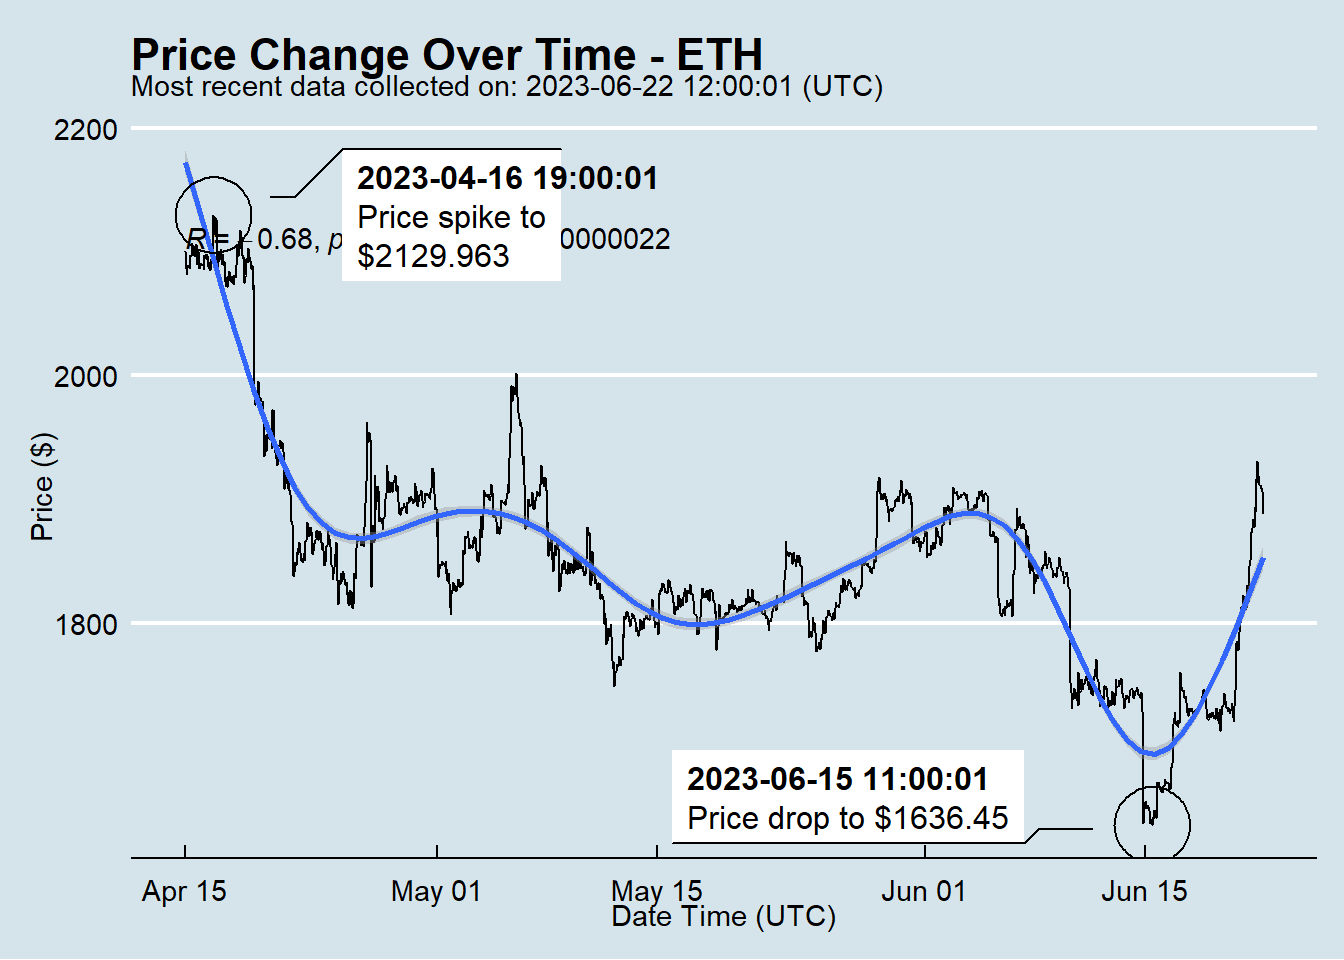 Price Change Over Time - ETH
Most recent data collected on: 2023-06-22 12:00:01 (UTC)
2200
2000
1800
Price ($)
2023-04-16 19:00:01
Price spike to
$2129.963
R = −0.68, p
0000022
2023-06-15 11:00:01
Price drop to $1636.45
Apr 15
May 01
May 15
Jun 01
Jun 15
Date Time (UTC)